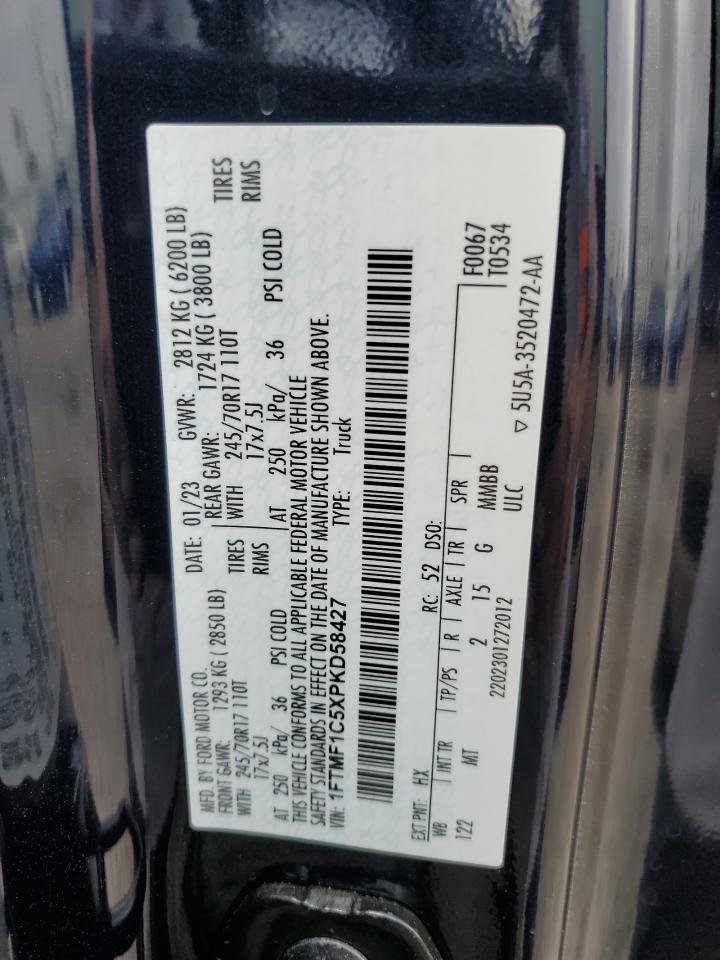 MFD. BY FORD MOTOR CO. DATE: 01/23 GVWR: 2812 KG ( 6200 LB)
FRONT GAWR: 1293 KG ( 2850 LB) REAR GAWR: 1724 KG ( 3800 LB)
WITH 245/70R17 110T TIRES WITH 245/70R17 110T TIRES
17x7.5J RIMS 17x7.5J RIMS
AT 250 kPa/ 36 PSI COLD AT 250 kPa/ 36 PSI COLD
THIS VEHICLE CONFORMS TO ALL APPLICABLE FEDERAL MOTOR VEHICLE
SAFETY STANDARDS IN EFFECT ON THE DATE OF MANUFACTURE SHOWN ABOVE.
VIN: 1FTMF1C5XPKD58427 TYPE: Truck
EXT PNT: HX RC: 52 DSO: F0067
WB INT TR TP/PS R AXLE TR SPR T0534
122 MT 2 15 G MMBB
2202301272012 ULC ▽ 5U5A-3520472-AA